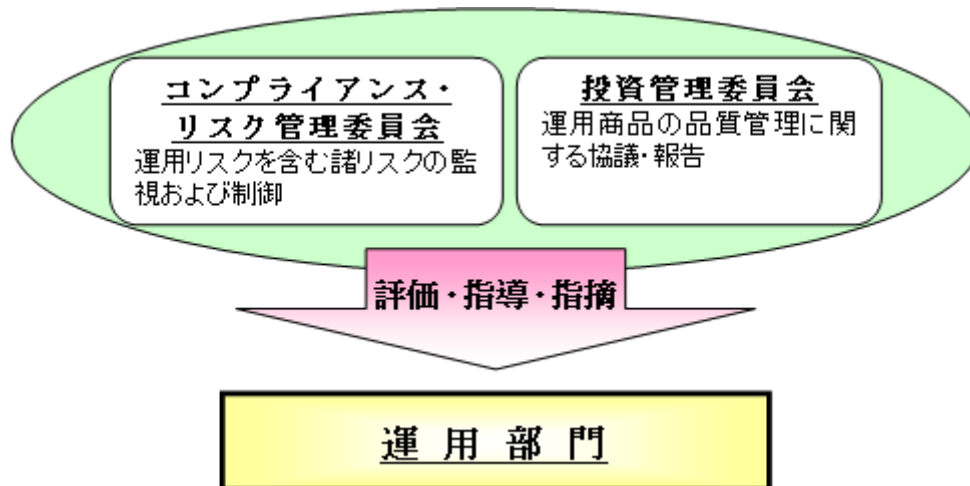 コンプライアンス・
リスク管理委員会
運用リスクを含む諸リスクの監
視および制御
投資管理委員会
運用商品の品質管理に関
する協議・報告
評価・指導・指摘
運用部門